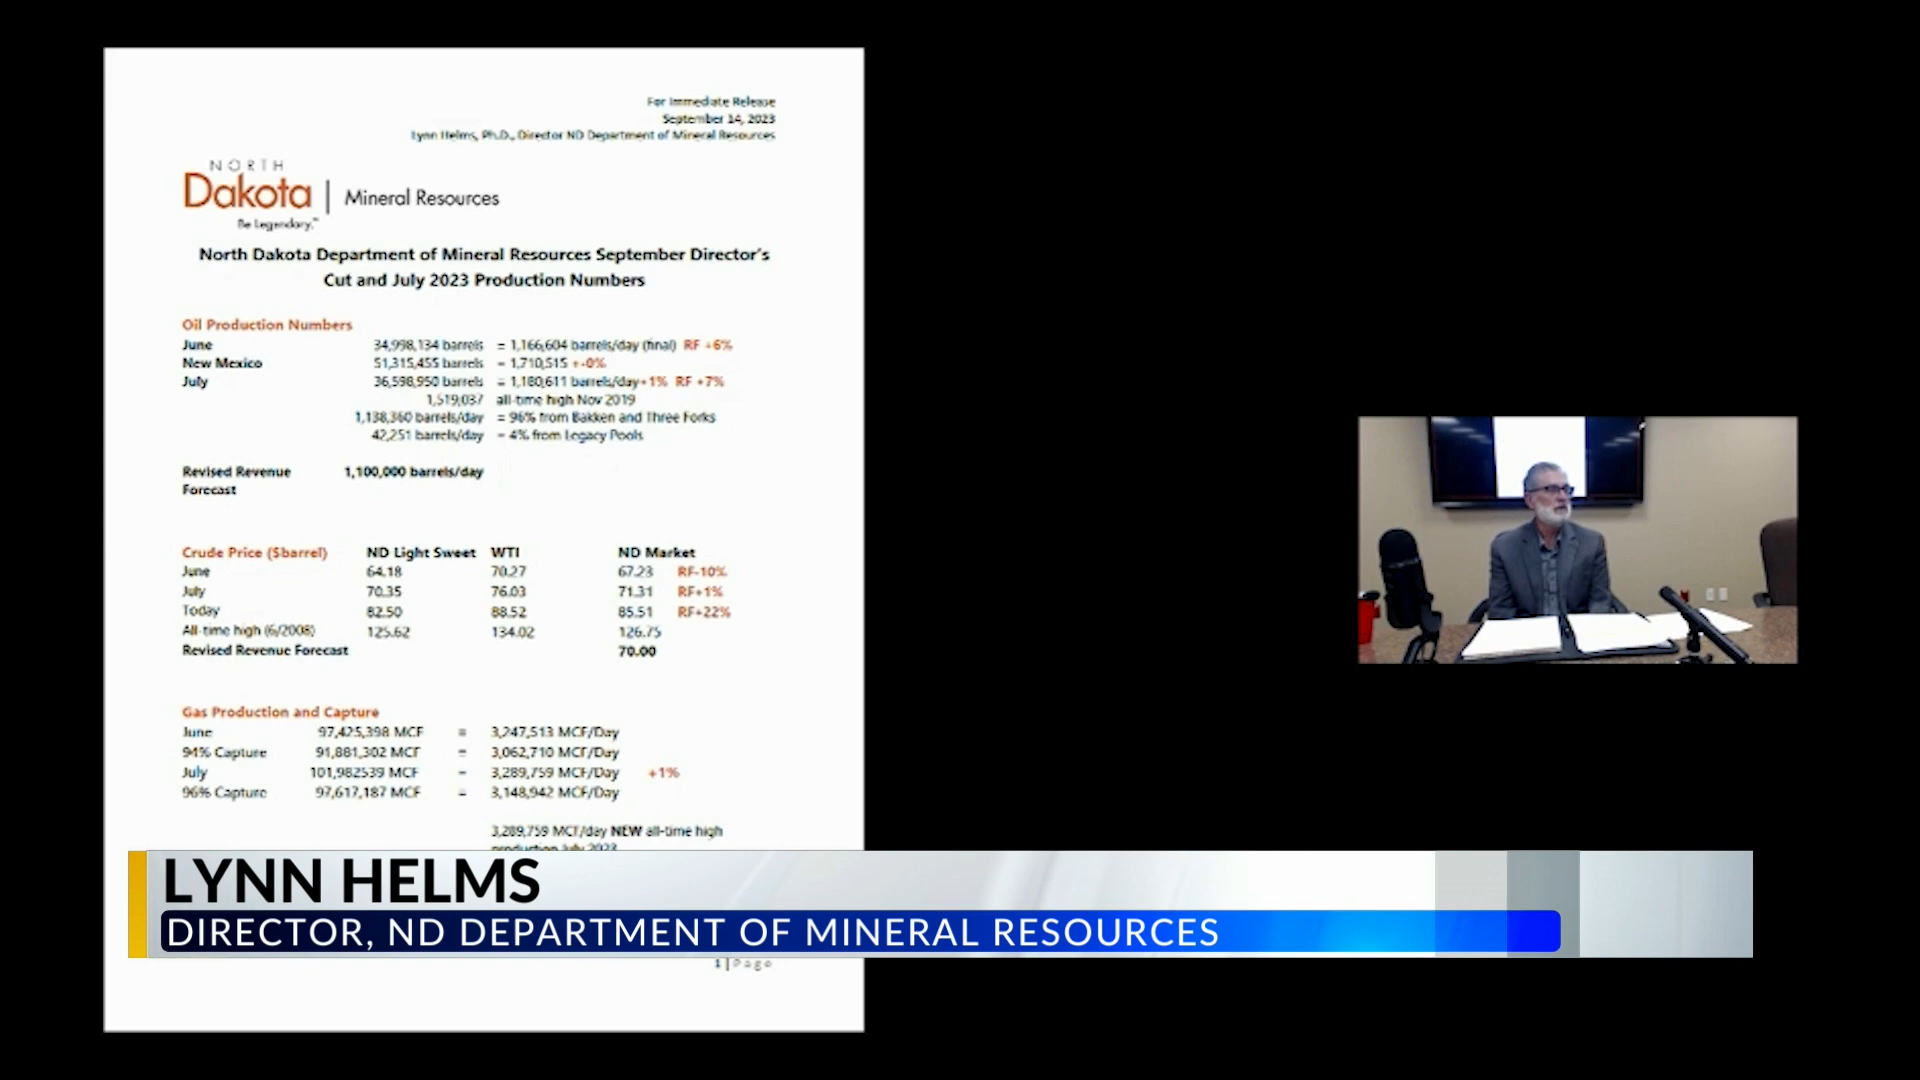 For Immediate Release
September 14, 2023
Lynn Helms, Ph.D., Director ND Department of Mineral Resources
NORTH
Dakota | Mineral Resources
Be Legendary.™
North Dakota Department of Mineral Resources September Director's
Cut and July 2023 Production Numbers
Oil Production Numbers
June 34,998,134 barrels = 1,166,604 barrels/day (final) RF +6%
New Mexico 51,315,455 barrels = 1,710,515 +-0%
July 36,598,950 barrels = 1,180,611 barrels/day+1% RF +7%
1,519,037 all-time high Nov 2019
1,138,360 barrels/day = 96% from Bakken and Three Forks
42,251 barrels/day = 4% from Legacy Pools
Revised Revenue 1,100,000 barrels/day
Forecast
Crude Price ($barrel) ND Light Sweet WTI ND Market
June 64.18 70.27 67.23 RF-10%
July 70.35 76.03 71.31 RF+1%
Today 82.50 88.52 85.51 RF+22%
All-time high (6/2008) 125.62 134.02 126.75
Revised Revenue Forecast 70.00
Gas Production and Capture
June 97,425,398 MCF = 3,247,513 MCF/Day
94% Capture 91,881,302 MCF = 3,062,710 MCF/Day
July 101,982539 MCF = 3,289,759 MCF/Day +1%
96% Capture 97,617,187 MCF = 3,148,942 MCF/Day
3,289,759 MCF/day NEW all-time high
production July 2023
LYNN HELMS
DIRECTOR, ND DEPARTMENT OF MINERAL RESOURCES
1 | Page